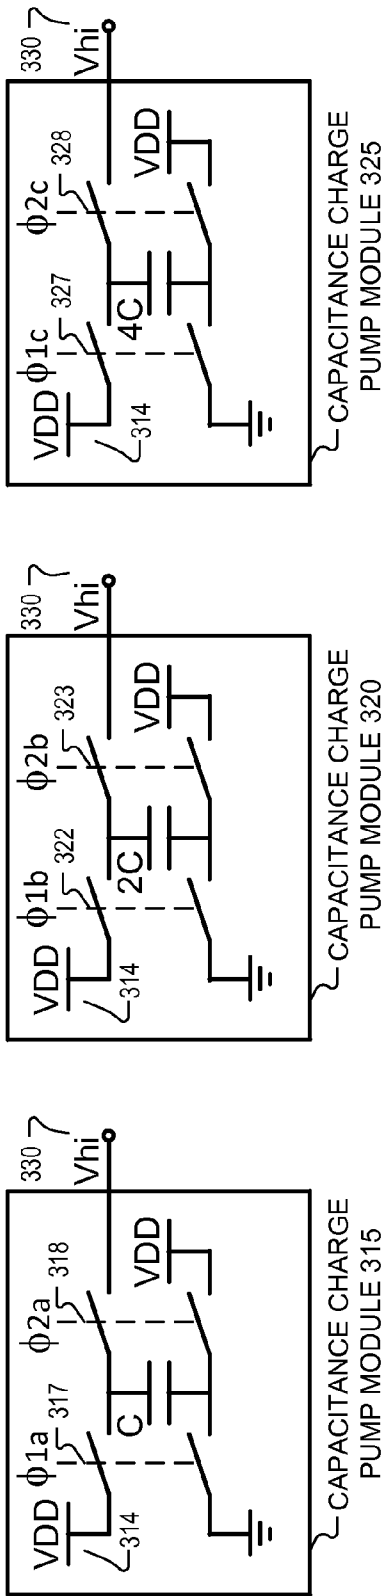 VDD
314
ϕ1a
317
C
ϕ2a
318
VDD
Vhi
330
CAPACITANCE CHARGE
PUMP MODULE 315
VDD
314
ϕ1b
322
2C
ϕ2b
323
VDD
Vhi
330
CAPACITANCE CHARGE
PUMP MODULE 320
VDD
314
ϕ1c
327
4C
ϕ2c
328
VDD
Vhi
330
CAPACITANCE CHARGE
PUMP MODULE 325